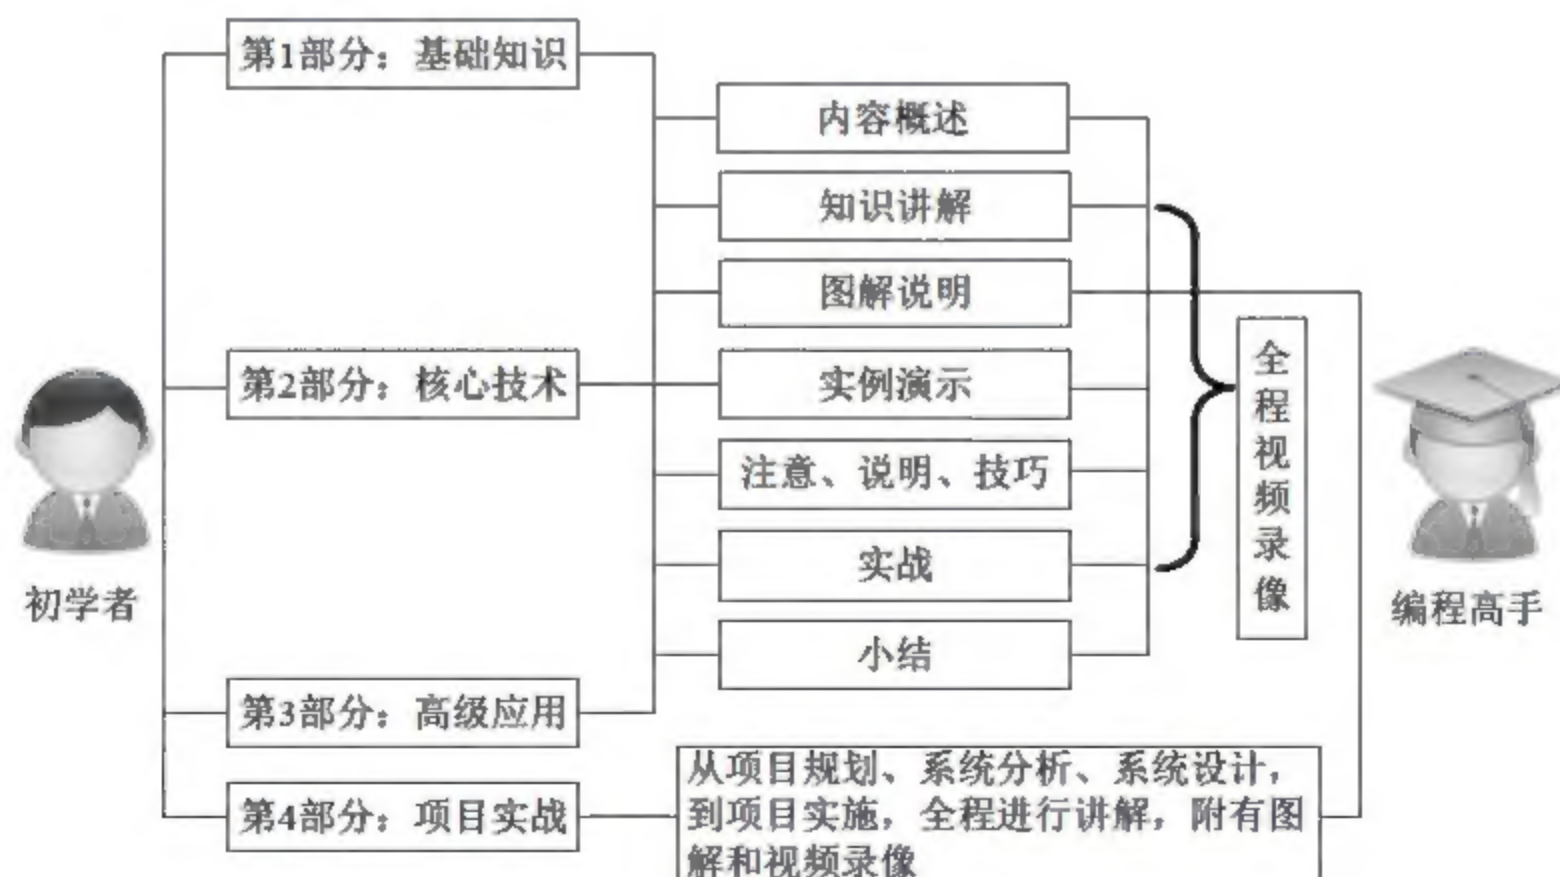 第1部分：基础知识
内容概述
知识讲解
图解说明
第2部分：核心技术
实例演示
注意、说明、技巧
实战
小结
全程视频录像
初学者
编程高手
第3部分：高级应用
第4部分：项目实战
从项目规划、系统分析、系统设计，
到项目实施，全程进行讲解，附有图
解和视频录像